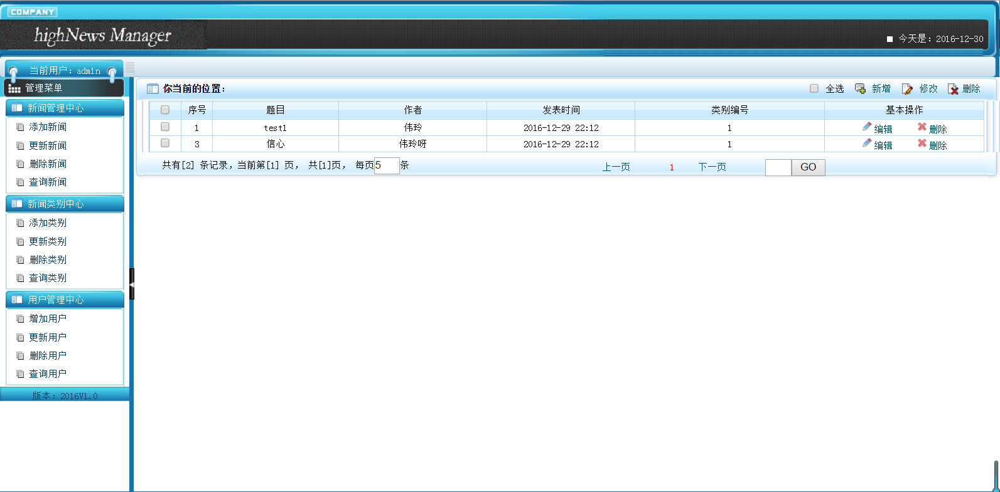 COMPANY
highNews Manager
今天是：2016-12-30
当前用户：admin
管理菜单
新闻管理中心
添加新闻
更新新闻
删除新闻
查询新闻
新闻类别中心
添加类别
更新类别
删除类别
查询类别
用户管理中心
增加用户
更新用户
删除用户
查询用户
版本：2016V1.0
你当前的位置： 全选 新增 修改 删除
序号 题目 作者 发表时间 类别编号 基本操作
1 test1 伟玲 2016-12-29 22:12 1 编辑 删除
3 信心 伟玲呀 2016-12-29 22:12 1 编辑 删除
共有[2] 条记录，当前第[1] 页， 共[1]页， 每页5条 上一页 1 下一页 GO